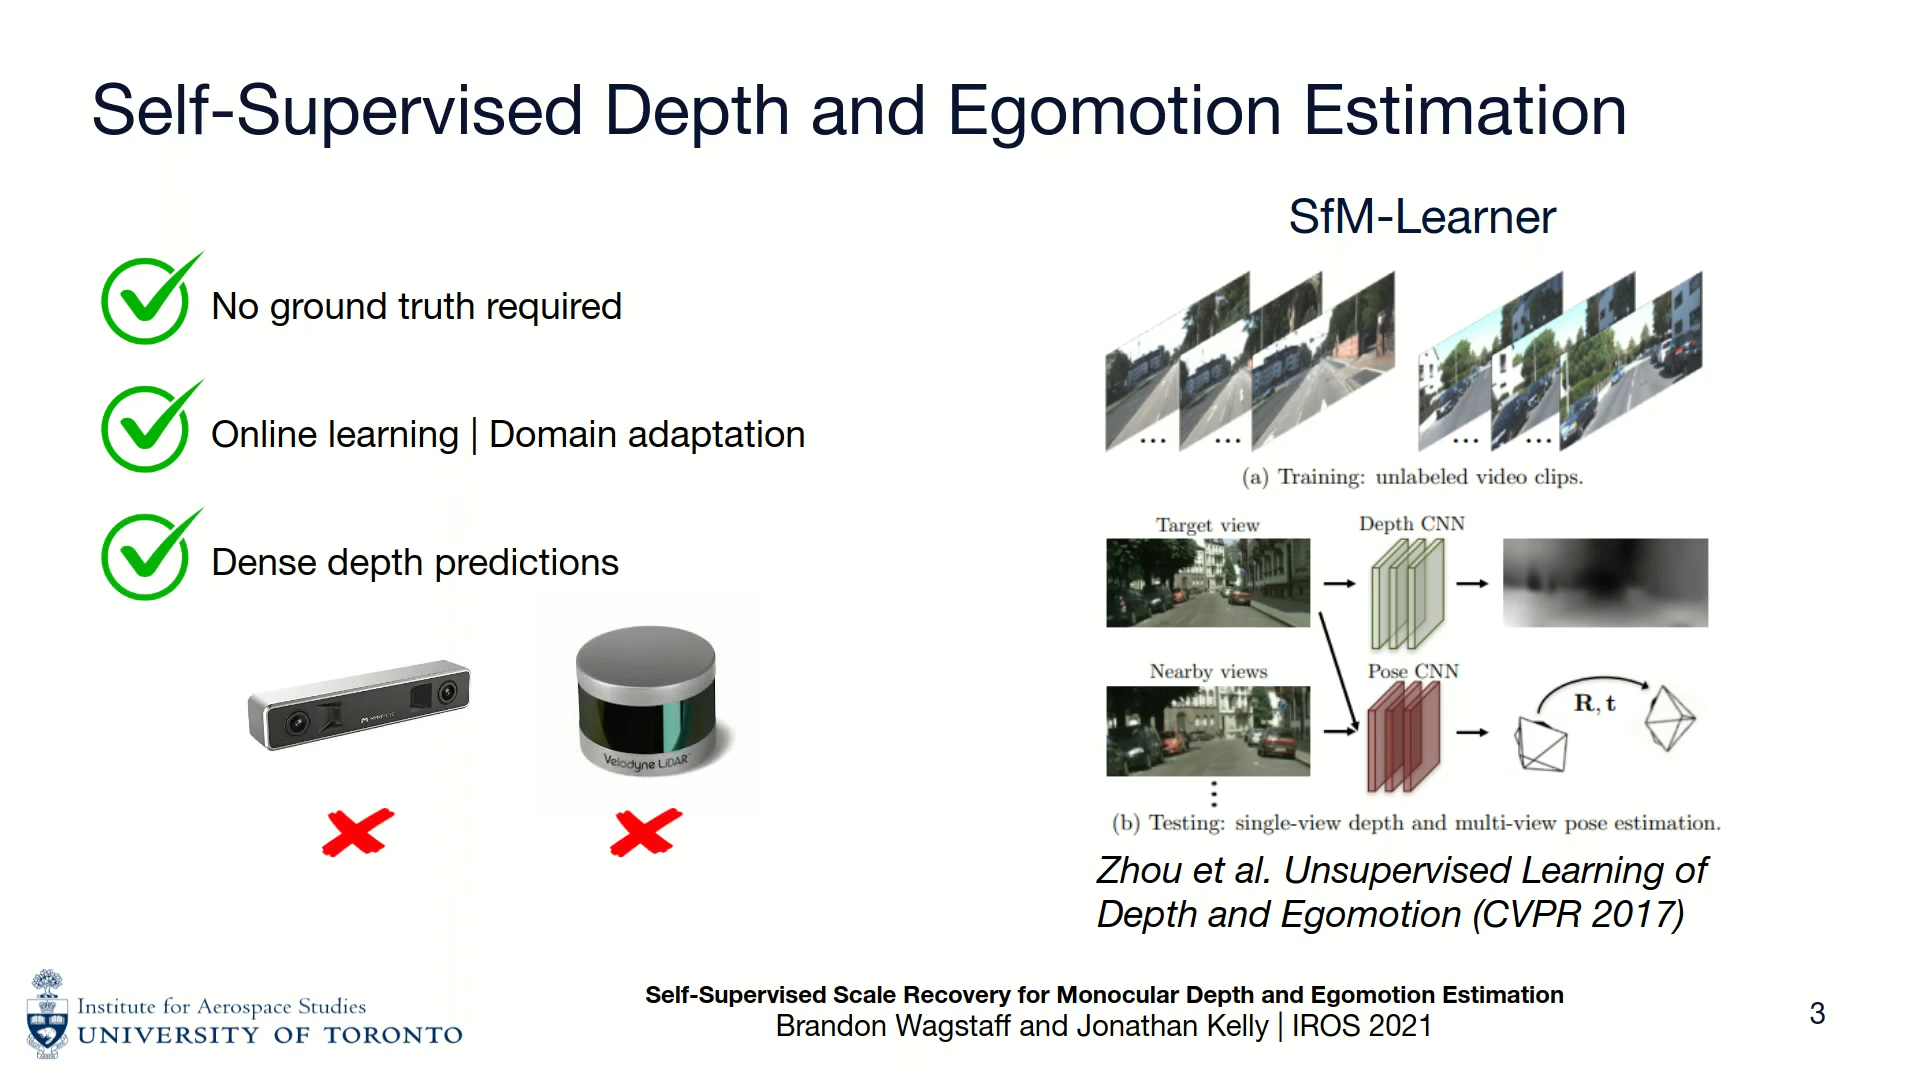 Self-Supervised Depth and Egomotion Estimation
No ground truth required
Online learning | Domain adaptation
Dense depth predictions
Velodyne LiDAR
SfM-Learner
... ... ... ...
(a) Training: unlabeled video clips.
Target view
Depth CNN
Nearby views
Pose CNN
R, t
(b) Testing: single-view depth and multi-view pose estimation.
Zhou et al. Unsupervised Learning of
Depth and Egomotion (CVPR 2017)
Institute for Aerospace Studies
UNIVERSITY OF TORONTO
Self-Supervised Scale Recovery for Monocular Depth and Egomotion Estimation
Brandon Wagstaff and Jonathan Kelly | IROS 2021
3